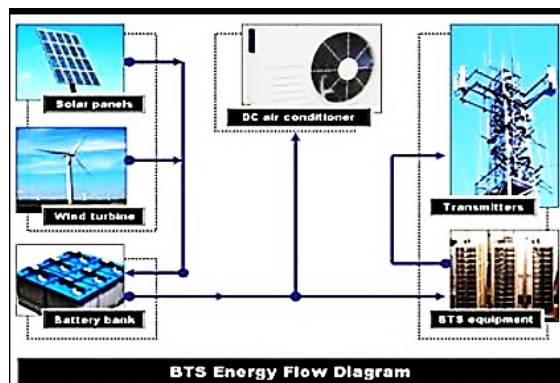 Solar panels
DC air conditioner
Wind turbine
Transmitters
Battery bank
BTS equipment
BTS Energy Flow Diagram